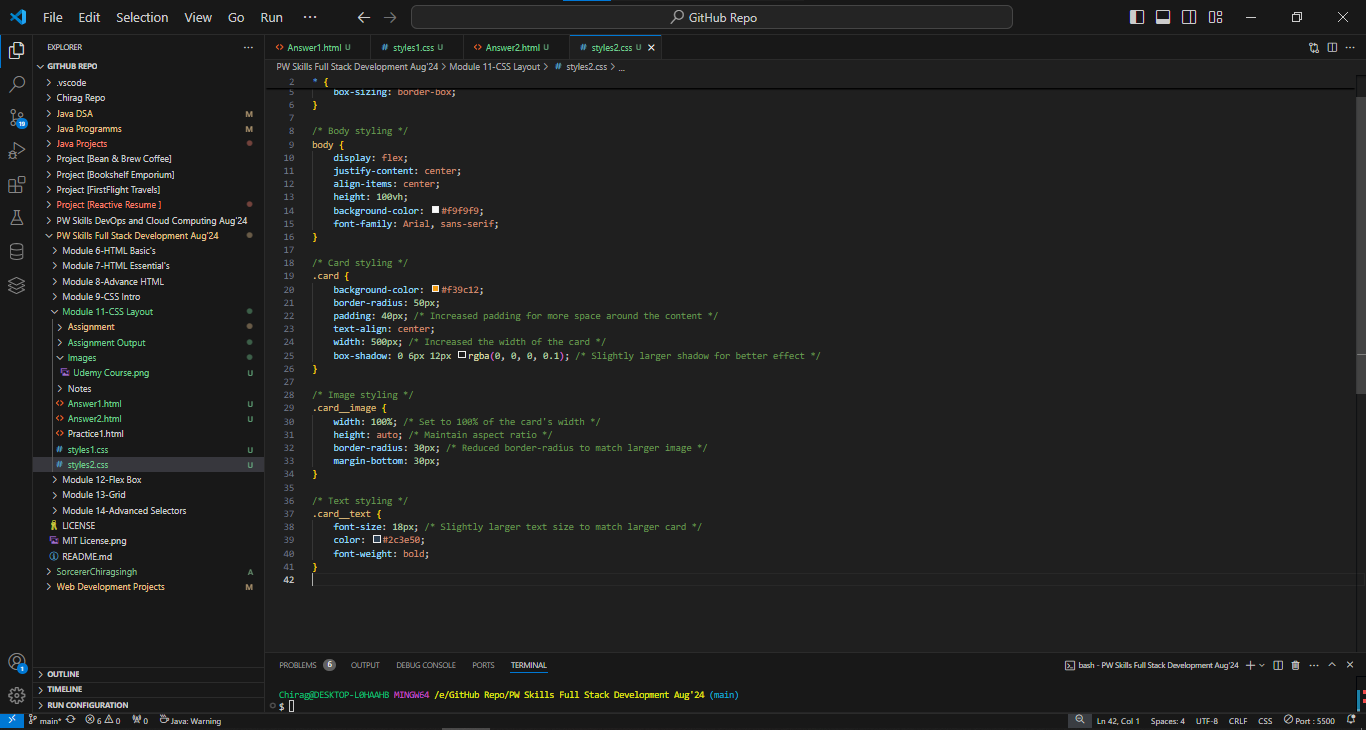 File Edit Selection View Go Run ··· GitHub Repo
EXPLORER ···
GITHUB REPO
.vscode
Chirag Repo
Java DSA M
Java Programms M
Java Projects
Project [Bean & Brew Coffee]
Project [Bookshelf Emporium]
Project [FirstFlight Travels]
Project [Reactive Resume ]
PW Skills DevOps and Cloud Computing Aug'24
PW Skills Full Stack Development Aug'24
Module 6-HTML Basic's
Module 7-HTML Essential's
Module 8-Advance HTML
Module 9-CSS Intro
Module 11-CSS Layout
Assignment
Assignment Output
Images
Udemy Course.png U
Notes
Answer1.html U
Answer2.html U
Practice1.html
# styles1.css U
# styles2.css U
Module 12-Flex Box
Module 13-Grid
Module 14-Advanced Selectors
LICENSE
MIT License.png
README.md
SorcererChiragsingh A
Web Development Projects M
OUTLINE
TIMELINE
RUN CONFIGURATION
19
1
Answer1.html U # styles1.css U Answer2.html U # styles2.css U
PW Skills Full Stack Development Aug'24 > Module 11-CSS Layout > # styles2.css > ...
2 * {
5 box-sizing: border-box;
6 }
7
8 /* Body styling */
9 body {
10 display: flex;
11 justify-content: center;
12 align-items: center;
13 height: 100vh;
14 background-color: #f9f9f9;
15 font-family: Arial, sans-serif;
16 }
17
18 /* Card styling */
19 .card {
20 background-color: #f39c12;
21 border-radius: 50px;
22 padding: 40px; /* Increased padding for more space around the content */
23 text-align: center;
24 width: 500px; /* Increased the width of the card */
25 box-shadow: 0 6px 12px rgba(0, 0, 0, 0.1); /* Slightly larger shadow for better effect */
26 }
27
28 /* Image styling */
29 .card__image {
30 width: 100%; /* Set to 100% of the card's width */
31 height: auto; /* Maintain aspect ratio */
32 border-radius: 30px; /* Reduced border-radius to match larger image */
33 margin-bottom: 30px;
34 }
35
36 /* Text styling */
37 .card__text {
38 font-size: 18px; /* Slightly larger text size to match larger card */
39 color: #2c3e50;
40 font-weight: bold;
41 }
42
PROBLEMS 6 OUTPUT DEBUG CONSOLE PORTS TERMINAL bash - PW Skills Full Stack Development Aug'24
Chirag@DESKTOP-L0HAAHB MINGW64 /e/GitHub Repo/PW Skills Full Stack Development Aug'24 (main)
$
main* 6 0 0 Java: Warning Ln 42, Col 1 Spaces: 4 UTF-8 CRLF CSS Port : 5500